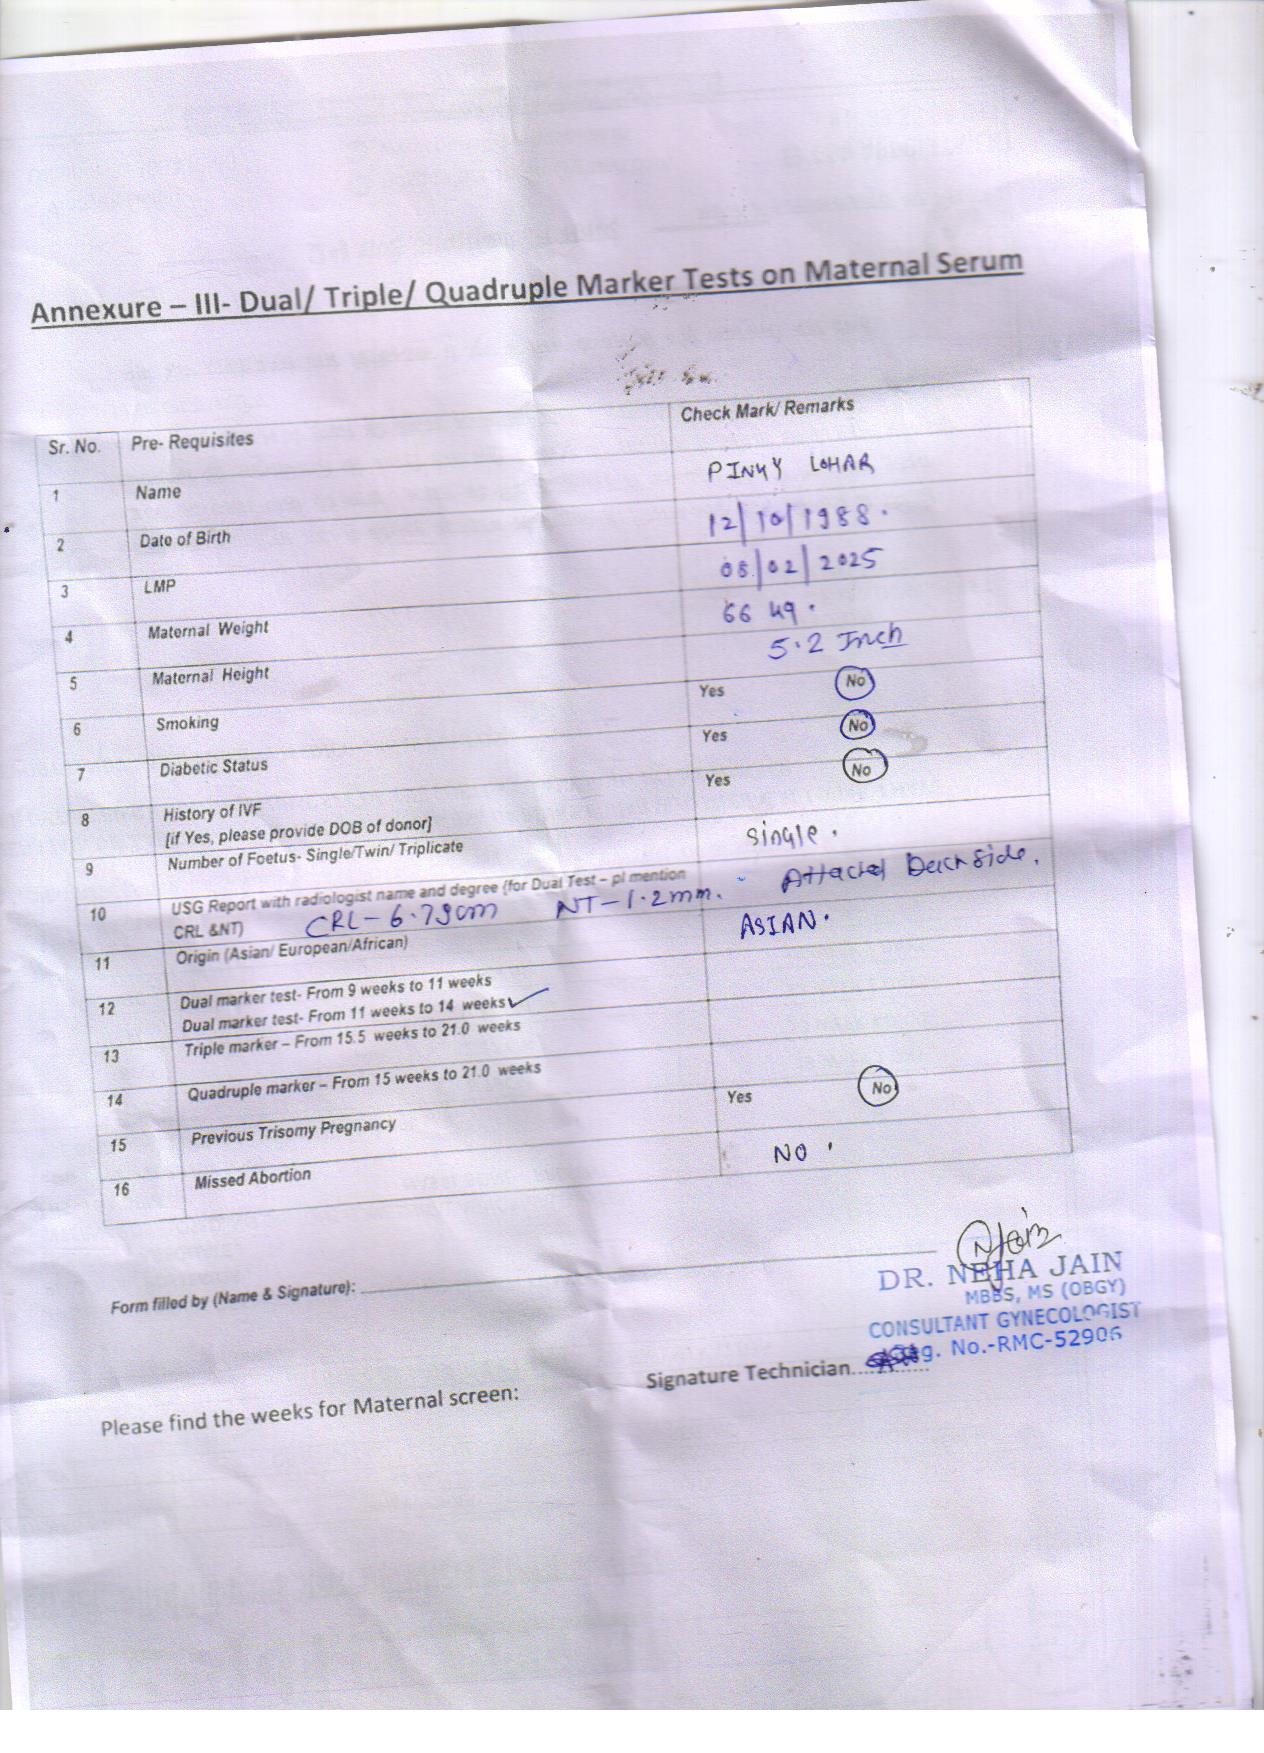 Annexure – III- Dual/ Triple/ Quadruple Marker Tests on Maternal Serum
Sr. No. Pre- Requisites Check Mark/ Remarks
1 Name PINKY LOHAR
2 Date of Birth 12/10/1988.
3 LMP 08/02/2025
4 Maternal Weight 66 kg.
5 Maternal Height 5.2 Inch
6 Smoking Yes No
7 Diabetic Status Yes No
8 History of IVF Yes No
[if Yes, please provide DOB of donor]
9 Number of Foetus- Single/Twin/ Triplicate single.
10 USG Report with radiologist name and degree (for Dual Test – pl mention Attached Back side.
CRL &NT) CRL - 6.79cm NT - 1.2mm.
11 Origin (Asian/ European/African) ASIAN.
12 Dual marker test- From 9 weeks to 11 weeks
Dual marker test- From 11 weeks to 14 weeks ✓
13 Triple marker – From 15.5 weeks to 21.0 weeks
14 Quadruple marker – From 15 weeks to 21.0 weeks
15 Previous Trisomy Pregnancy Yes No
16 Missed Abortion NO.
Form filled by (Name & Signature):
DR. NEHA JAIN
MBBS, MS (OBGY)
CONSULTANT GYNECOLOGIST
Reg. No.-RMC-52906
Signature Technician
Please find the weeks for Maternal screen: